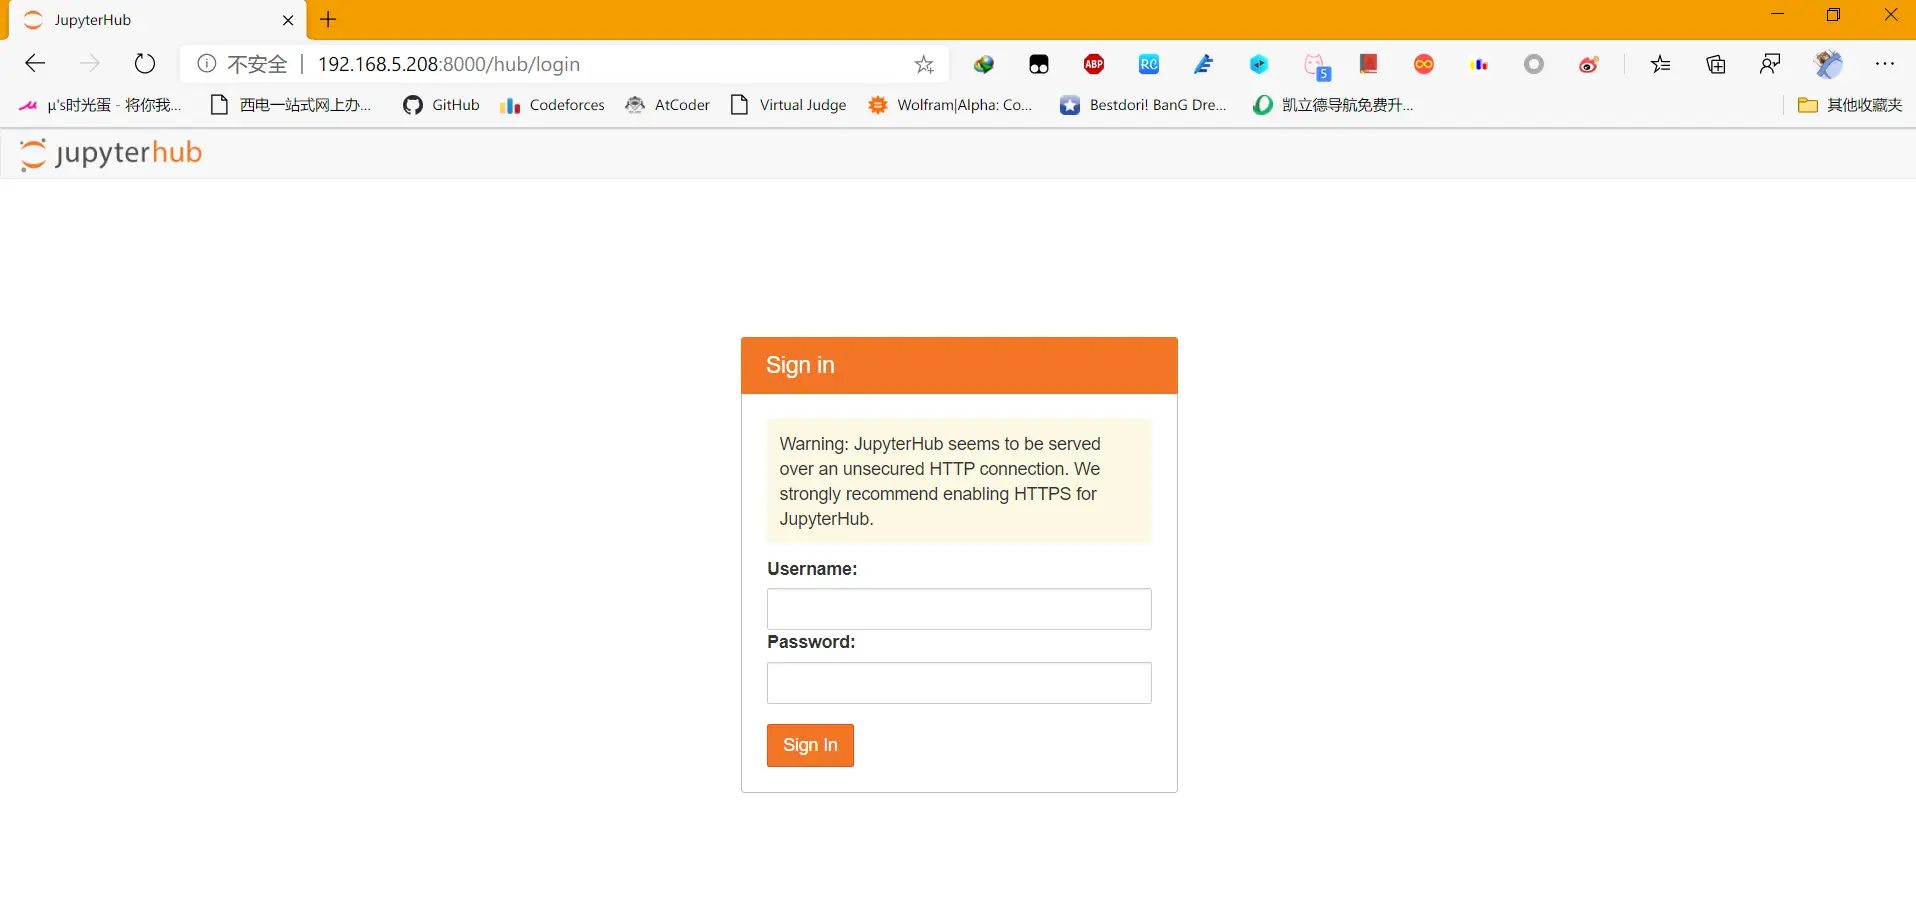 JupyterHub
不安全 | 192.168.5.208:8000/hub/login
ABP
RC
5
μ's时光蛋 - 将你我...
西电一站式网上办...
GitHub
Codeforces
AtCoder
Virtual Judge
Wolfram|Alpha: Co...
Bestdori! BanG Dre...
凯立德导航免费升...
其他收藏夹
jupyterhub
Sign in
Warning: JupyterHub seems to be served
over an unsecured HTTP connection. We
strongly recommend enabling HTTPS for
JupyterHub.
Username:
Password:
Sign In